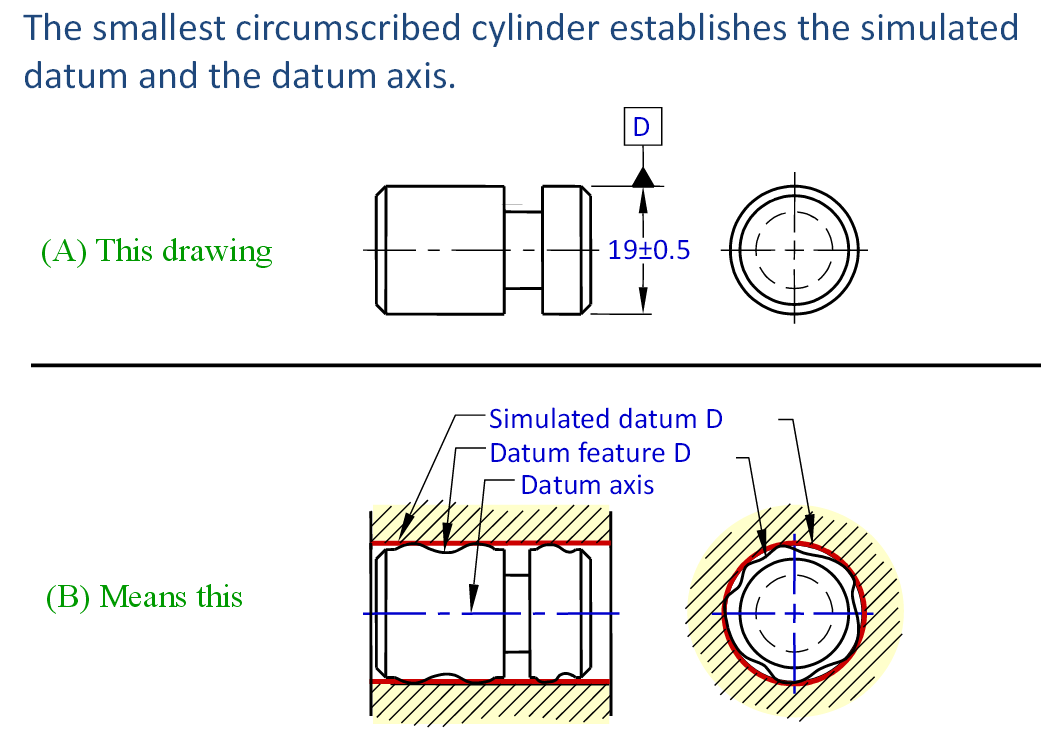 The smallest circumscribed cylinder establishes the simulated
datum and the datum axis.
D
(A) This drawing
19±0.5
Simulated datum D
Datum feature D
Datum axis
(B) Means this